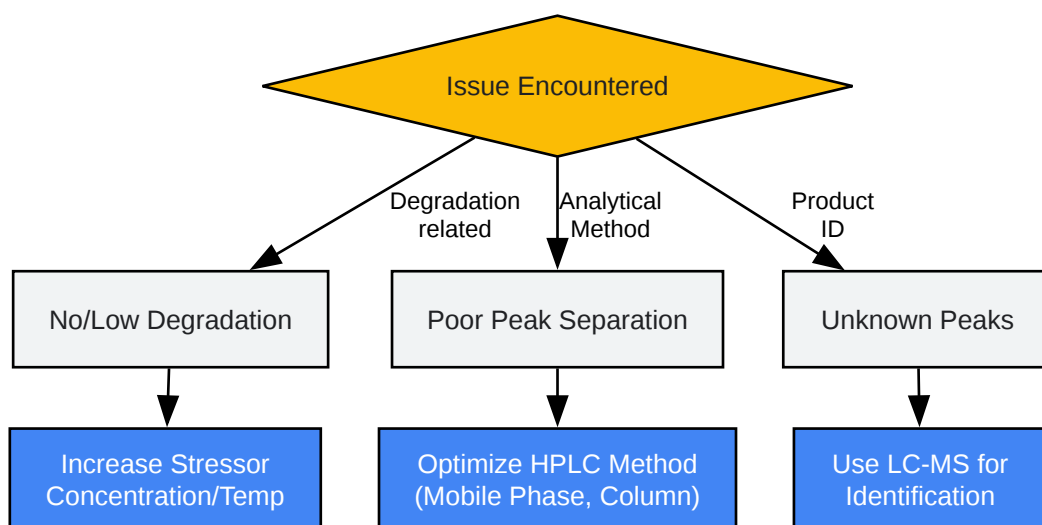 Issue Encountered
Degradation
related
Analytical
Method
Product
ID
No/Low Degradation
Poor Peak Separation
Unknown Peaks
Increase Stressor
Concentration/Temp
Optimize HPLC Method
(Mobile Phase, Column)
Use LC-MS for
Identification